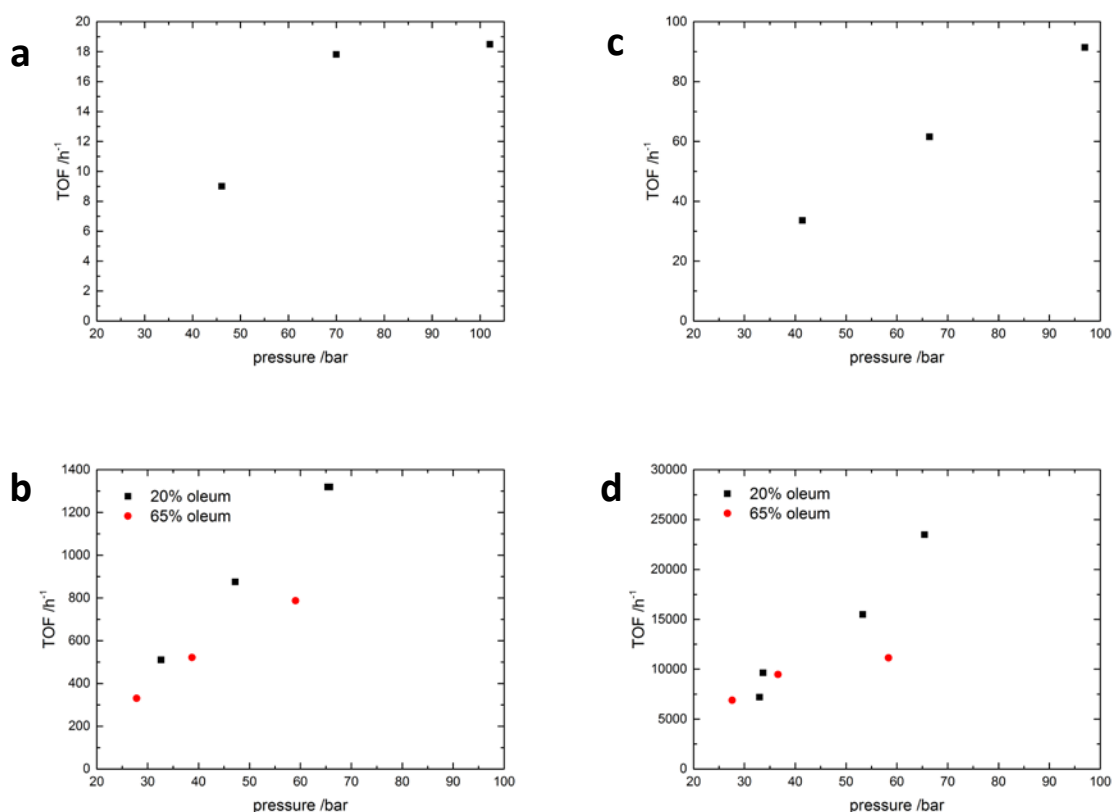 a
20
18
16
14
12
10
8
6
4
2
0
TOF /h⁻¹
20 30 40 50 60 70 80 90 100
pressure /bar
c
100
80
60
40
20
0
TOF /h⁻¹
20 30 40 50 60 70 80 90 100
pressure /bar
b
1400
1200
1000
800
600
400
200
0
TOF /h⁻¹
20% oleum
65% oleum
20 30 40 50 60 70 80 90 100
pressure /bar
d
30000
25000
20000
15000
10000
5000
0
TOF /h⁻¹
20% oleum
65% oleum
20 30 40 50 60 70 80 90 100
pressure /bar